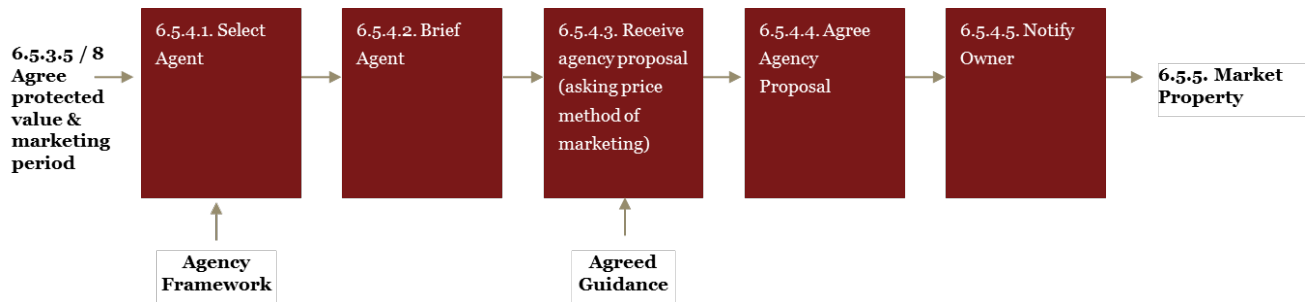 6.5.3.5 / 8
Agree
protected
value &
marketing
period
6.5.4.1. Select
Agent
6.5.4.2. Brief
Agent
6.5.4.3. Receive
agency proposal
(asking price
method of
marketing)
6.5.4.4. Agree
Agency
Proposal
6.5.4.5. Notify
Owner
6.5.5. Market
Property
Agency
Framework
Agreed
Guidance